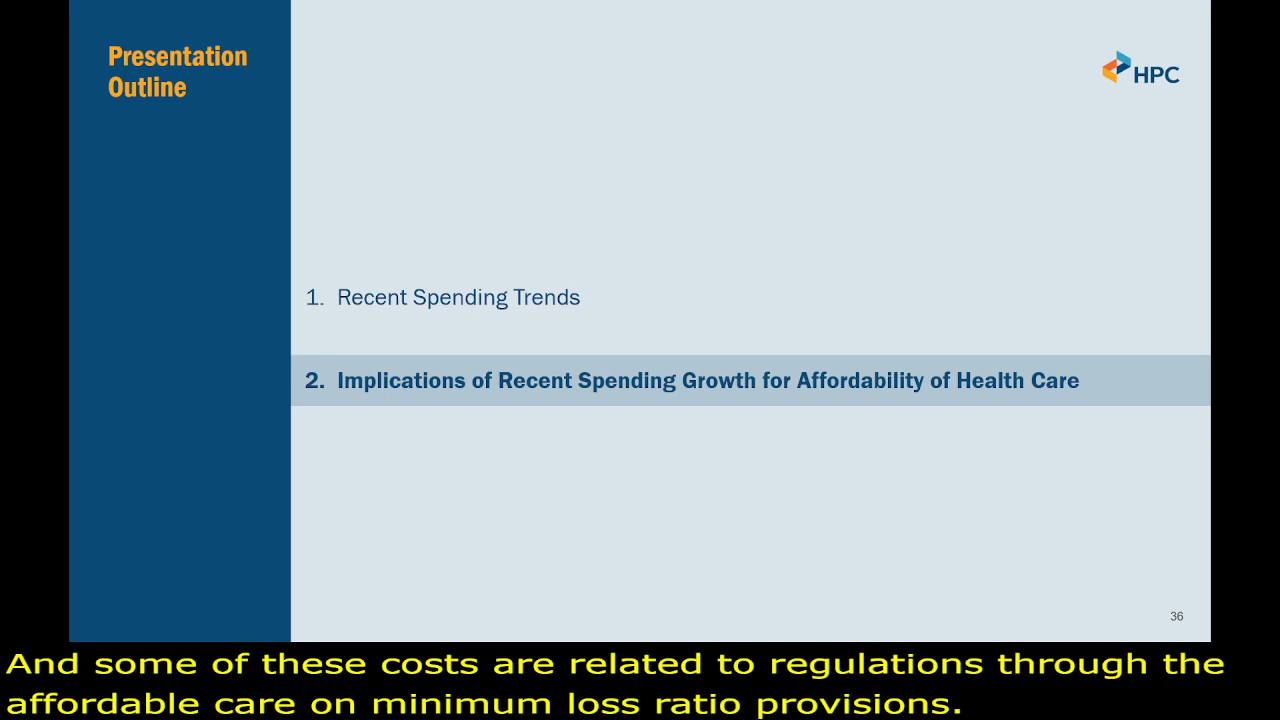 Presentation
Outline
HPC
1. Recent Spending Trends
2. Implications of Recent Spending Growth for Affordability of Health Care
36
And some of these costs are related to regulations through the
affordable care on minimum loss ratio provisions.